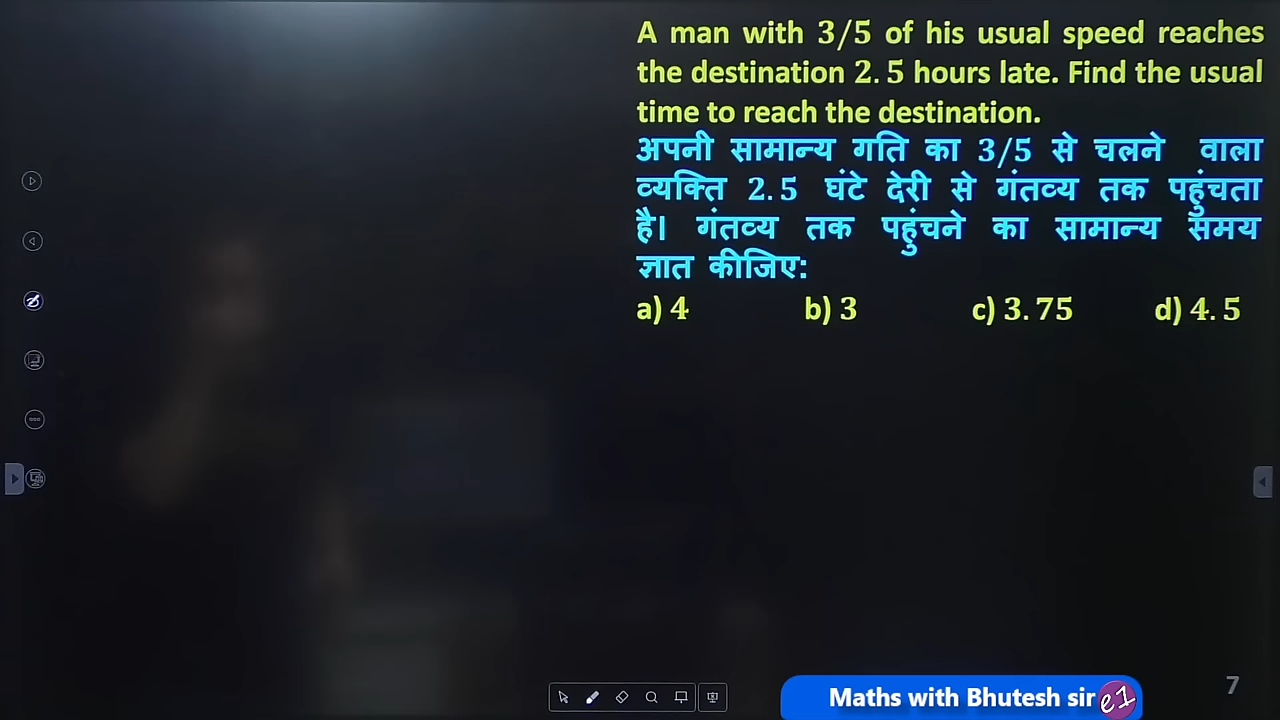 A man with 3/5 of his usual speed reaches
the destination 2.5 hours late. Find the usual
time to reach the destination.
अपनी सामान्य गति का 3/5 से चलने वाला
व्यक्ति 2.5 घंटे देरी से गंतव्य तक पहुंचता
है। गंतव्य तक पहुंचने का सामान्य समय
ज्ञात कीजिए:
a) 4 b) 3 c) 3.75 d) 4.5
Maths with Bhutesh sir e1
7